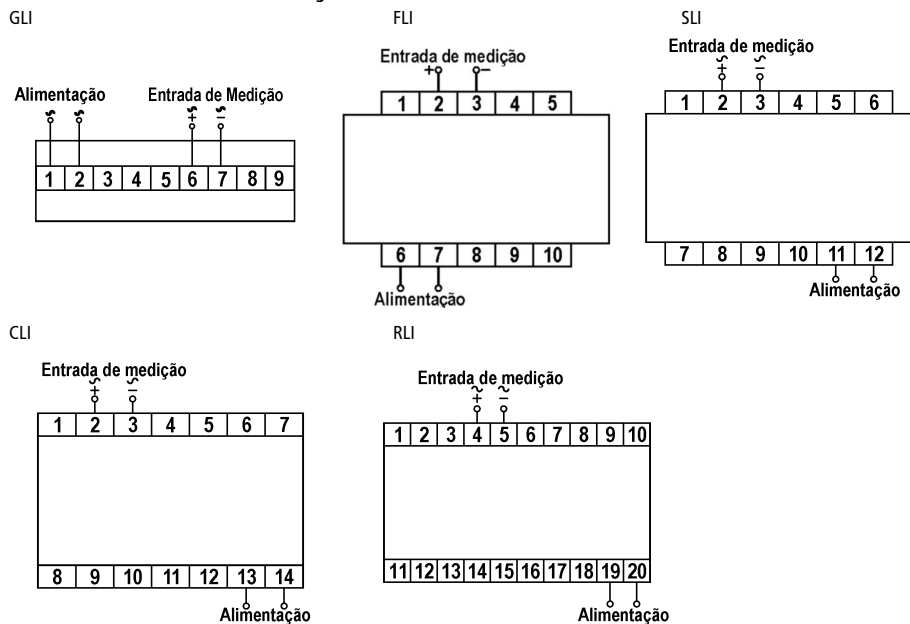 GLI
Alimentação
Entrada de Medição
+ -
1 2 3 4 5 6 7 8 9
FLI
Entrada de medição
+ -
1 2 3 4 5
6 7 8 9 10
Alimentação
SLI
Entrada de medição
+ -
1 2 3 4 5 6
7 8 9 10 11 12
Alimentação
CLI
Entrada de medição
+ -
1 2 3 4 5 6 7
8 9 10 11 12 13 14
Alimentação
RLI
Entrada de medição
+ -
1 2 3 4 5 6 7 8 9 10
11 12 13 14 15 16 17 18 19 20
Alimentação